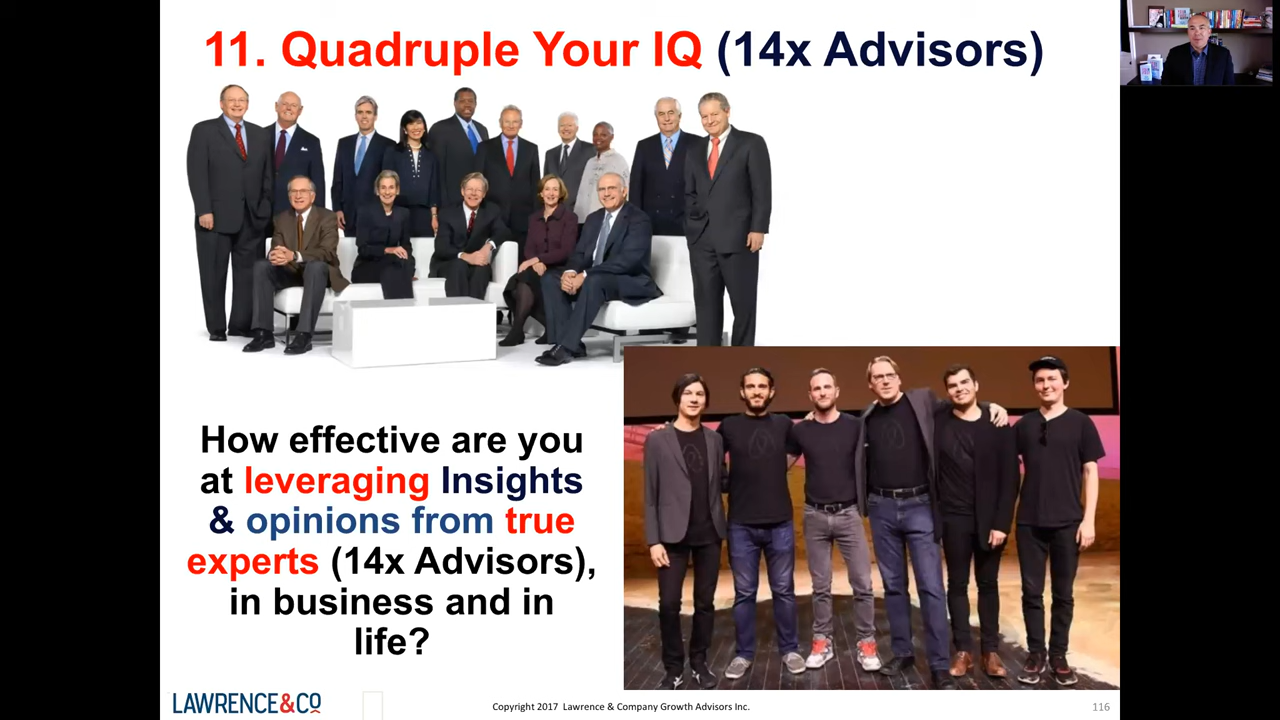 11. Quadruple Your IQ (14x Advisors)
How effective are you
at leveraging Insights
& opinions from true
experts (14x Advisors),
in business and in
life?
LAWRENCE&CO
Copyright 2017 Lawrence & Company Growth Advisors Inc.
116